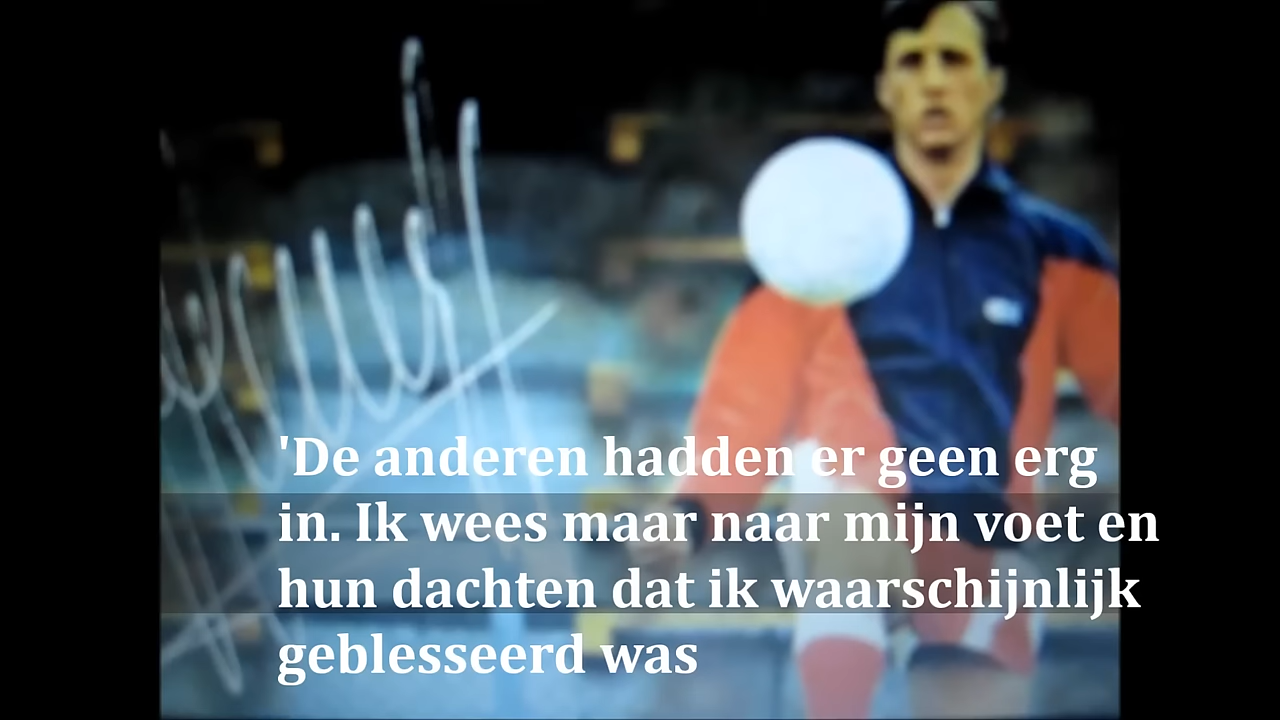 'De anderen hadden er geen erg
in. Ik wees maar naar mijn voet en
hun dachten dat ik waarschijnlijk
geblesseerd was